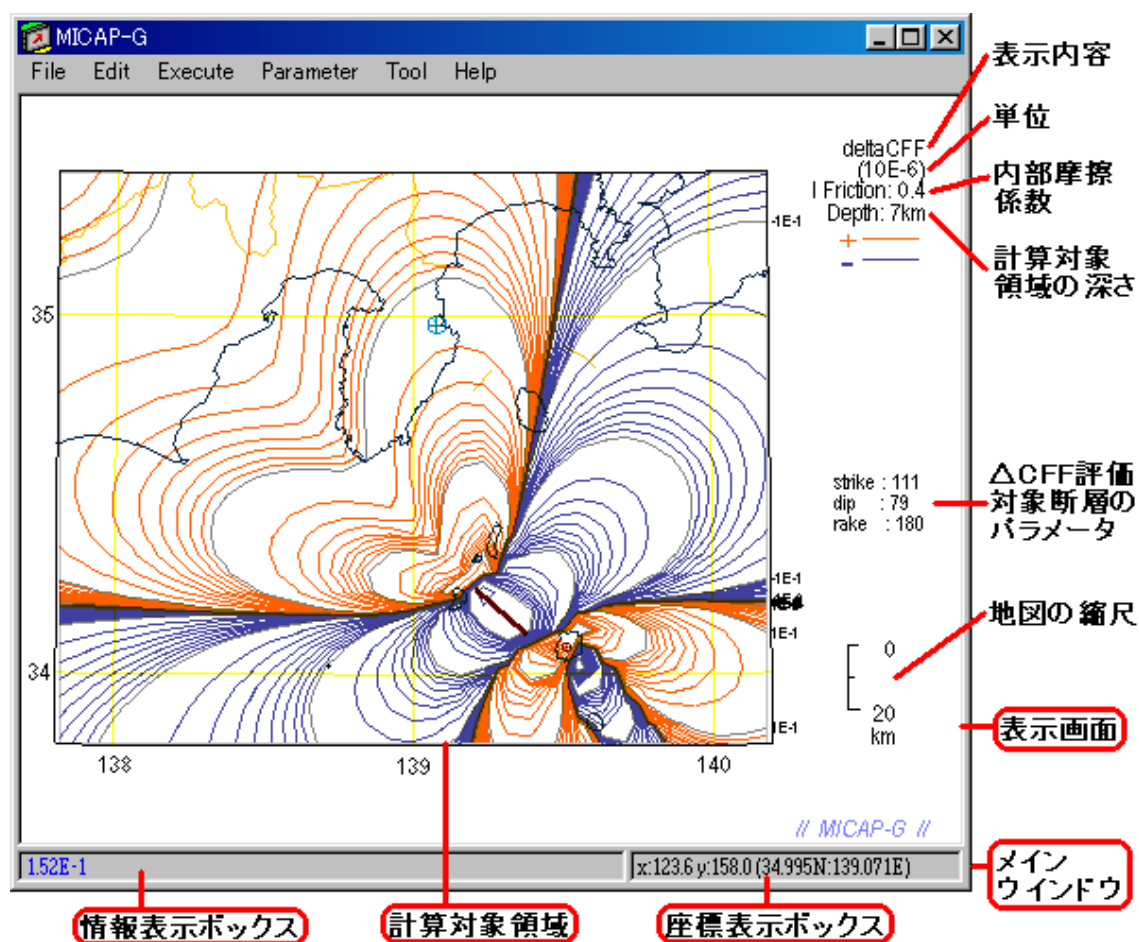 MICAP-G
File Edit Execute Parameter Tool Help
表示内容
単位
内部摩擦
係数
計算対象
領域の深さ
deltaCFF
(10E-6)
I Friction: 0.4
Depth: 7km
+
-
1E-1
35
34
138
139
140
strike : 111
dip : 79
rake : 180
△CFF評価
対象断層の
パラメータ
1E-1
1E-1
1E-1
地図の縮尺
0
20
km
表示画面
// MICAP-G //
1.52E-1
x:123.6 y:158.0 (34.995N:139.071E)
メイン
ウインドウ
情報表示ボックス
計算対象領域
座標表示ボックス